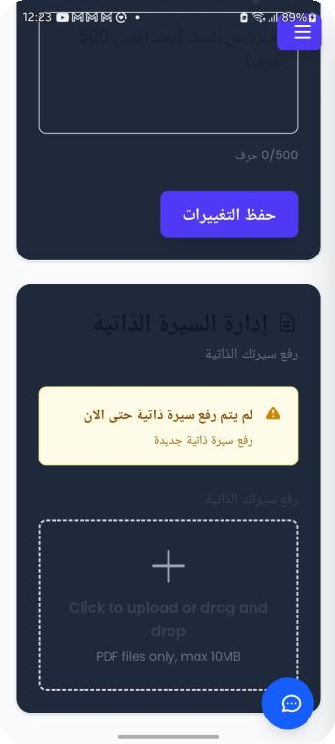 12:23
89%
أخبرنا عن نفسك (بحد أقصى 500
حرف)
0/500 حرف
حفظ التغييرات
إدارة السيرة الذاتية
رفع سيرتك الذاتية
لم يتم رفع سيرة ذاتية حتى الآن
رفع سيرة ذاتية جديدة
رفع سيرتك الذاتية
Click to upload or drag and
drop
PDF files only, max 10MB